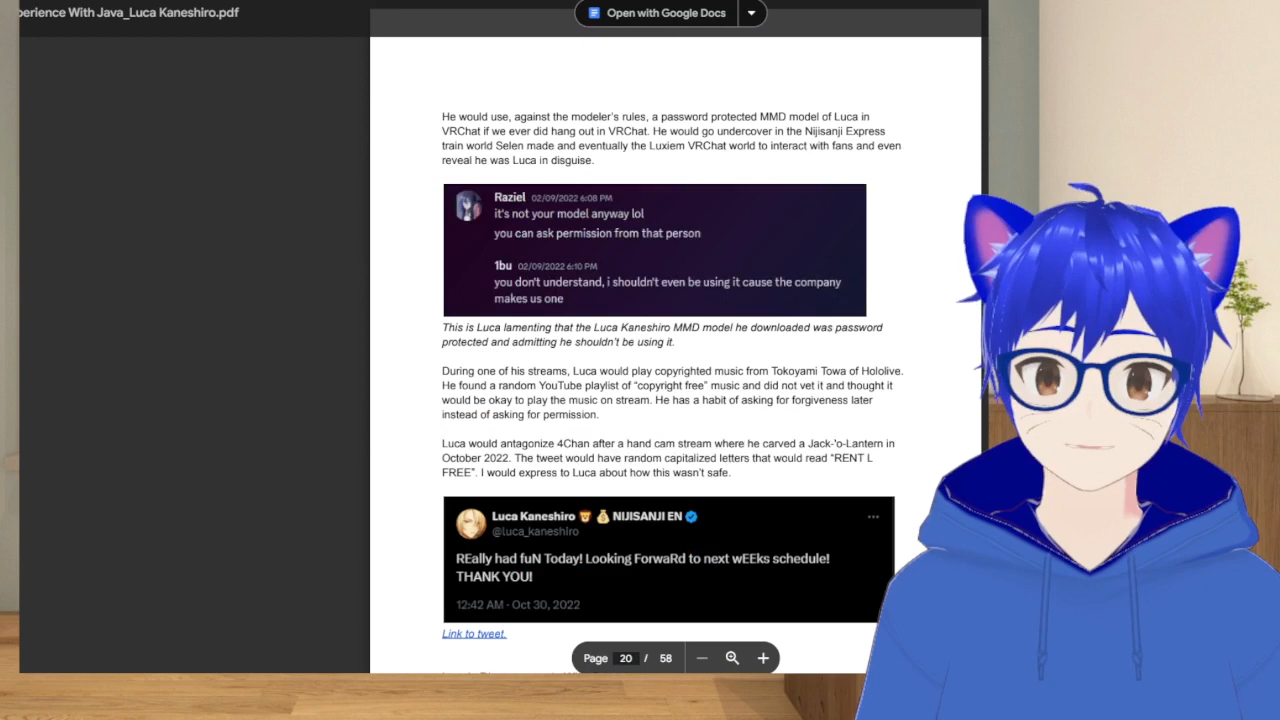 perience With Java_Luca Kaneshiro.pdf
Open with Google Docs
He would use, against the modeler's rules, a password protected MMD model of Luca in
VRChat if we ever did hang out in VRChat. He would go undercover in the Nijisanji Express
train world Selen made and eventually the Luxiem VRChat world to interact with fans and even
reveal he was Luca in disguise.
Raziel 02/09/2022 6:08 PM
it's not your model anyway lol
you can ask permission from that person
1bu 02/09/2022 6:10 PM
you don't understand, i shouldn't even be using it cause the company
makes us one
This is Luca lamenting that the Luca Kaneshiro MMD model he downloaded was password
protected and admitting he shouldn't be using it.
During one of his streams, Luca would play copyrighted music from Tokoyami Towa of Hololive.
He found a random YouTube playlist of "copyright free" music and did not vet it and thought it
would be okay to play the music on stream. He has a habit of asking for forgiveness later
instead of asking for permission.
Luca would antagonize 4Chan after a hand cam stream where he carved a Jack-'o-Lantern in
October 2022. The tweet would have random capitalized letters that would read "RENT L
FREE". I would express to Luca about how this wasn't safe.
Luca Kaneshiro 🦁 💰 NIJISANJI EN
@luca_kaneshiro
REally had fuN Today! Looking ForwaRd to next wEEks schedule!
THANK YOU!
12:42 AM · Oct 30, 2022
Link to tweet.
Page 20 / 58